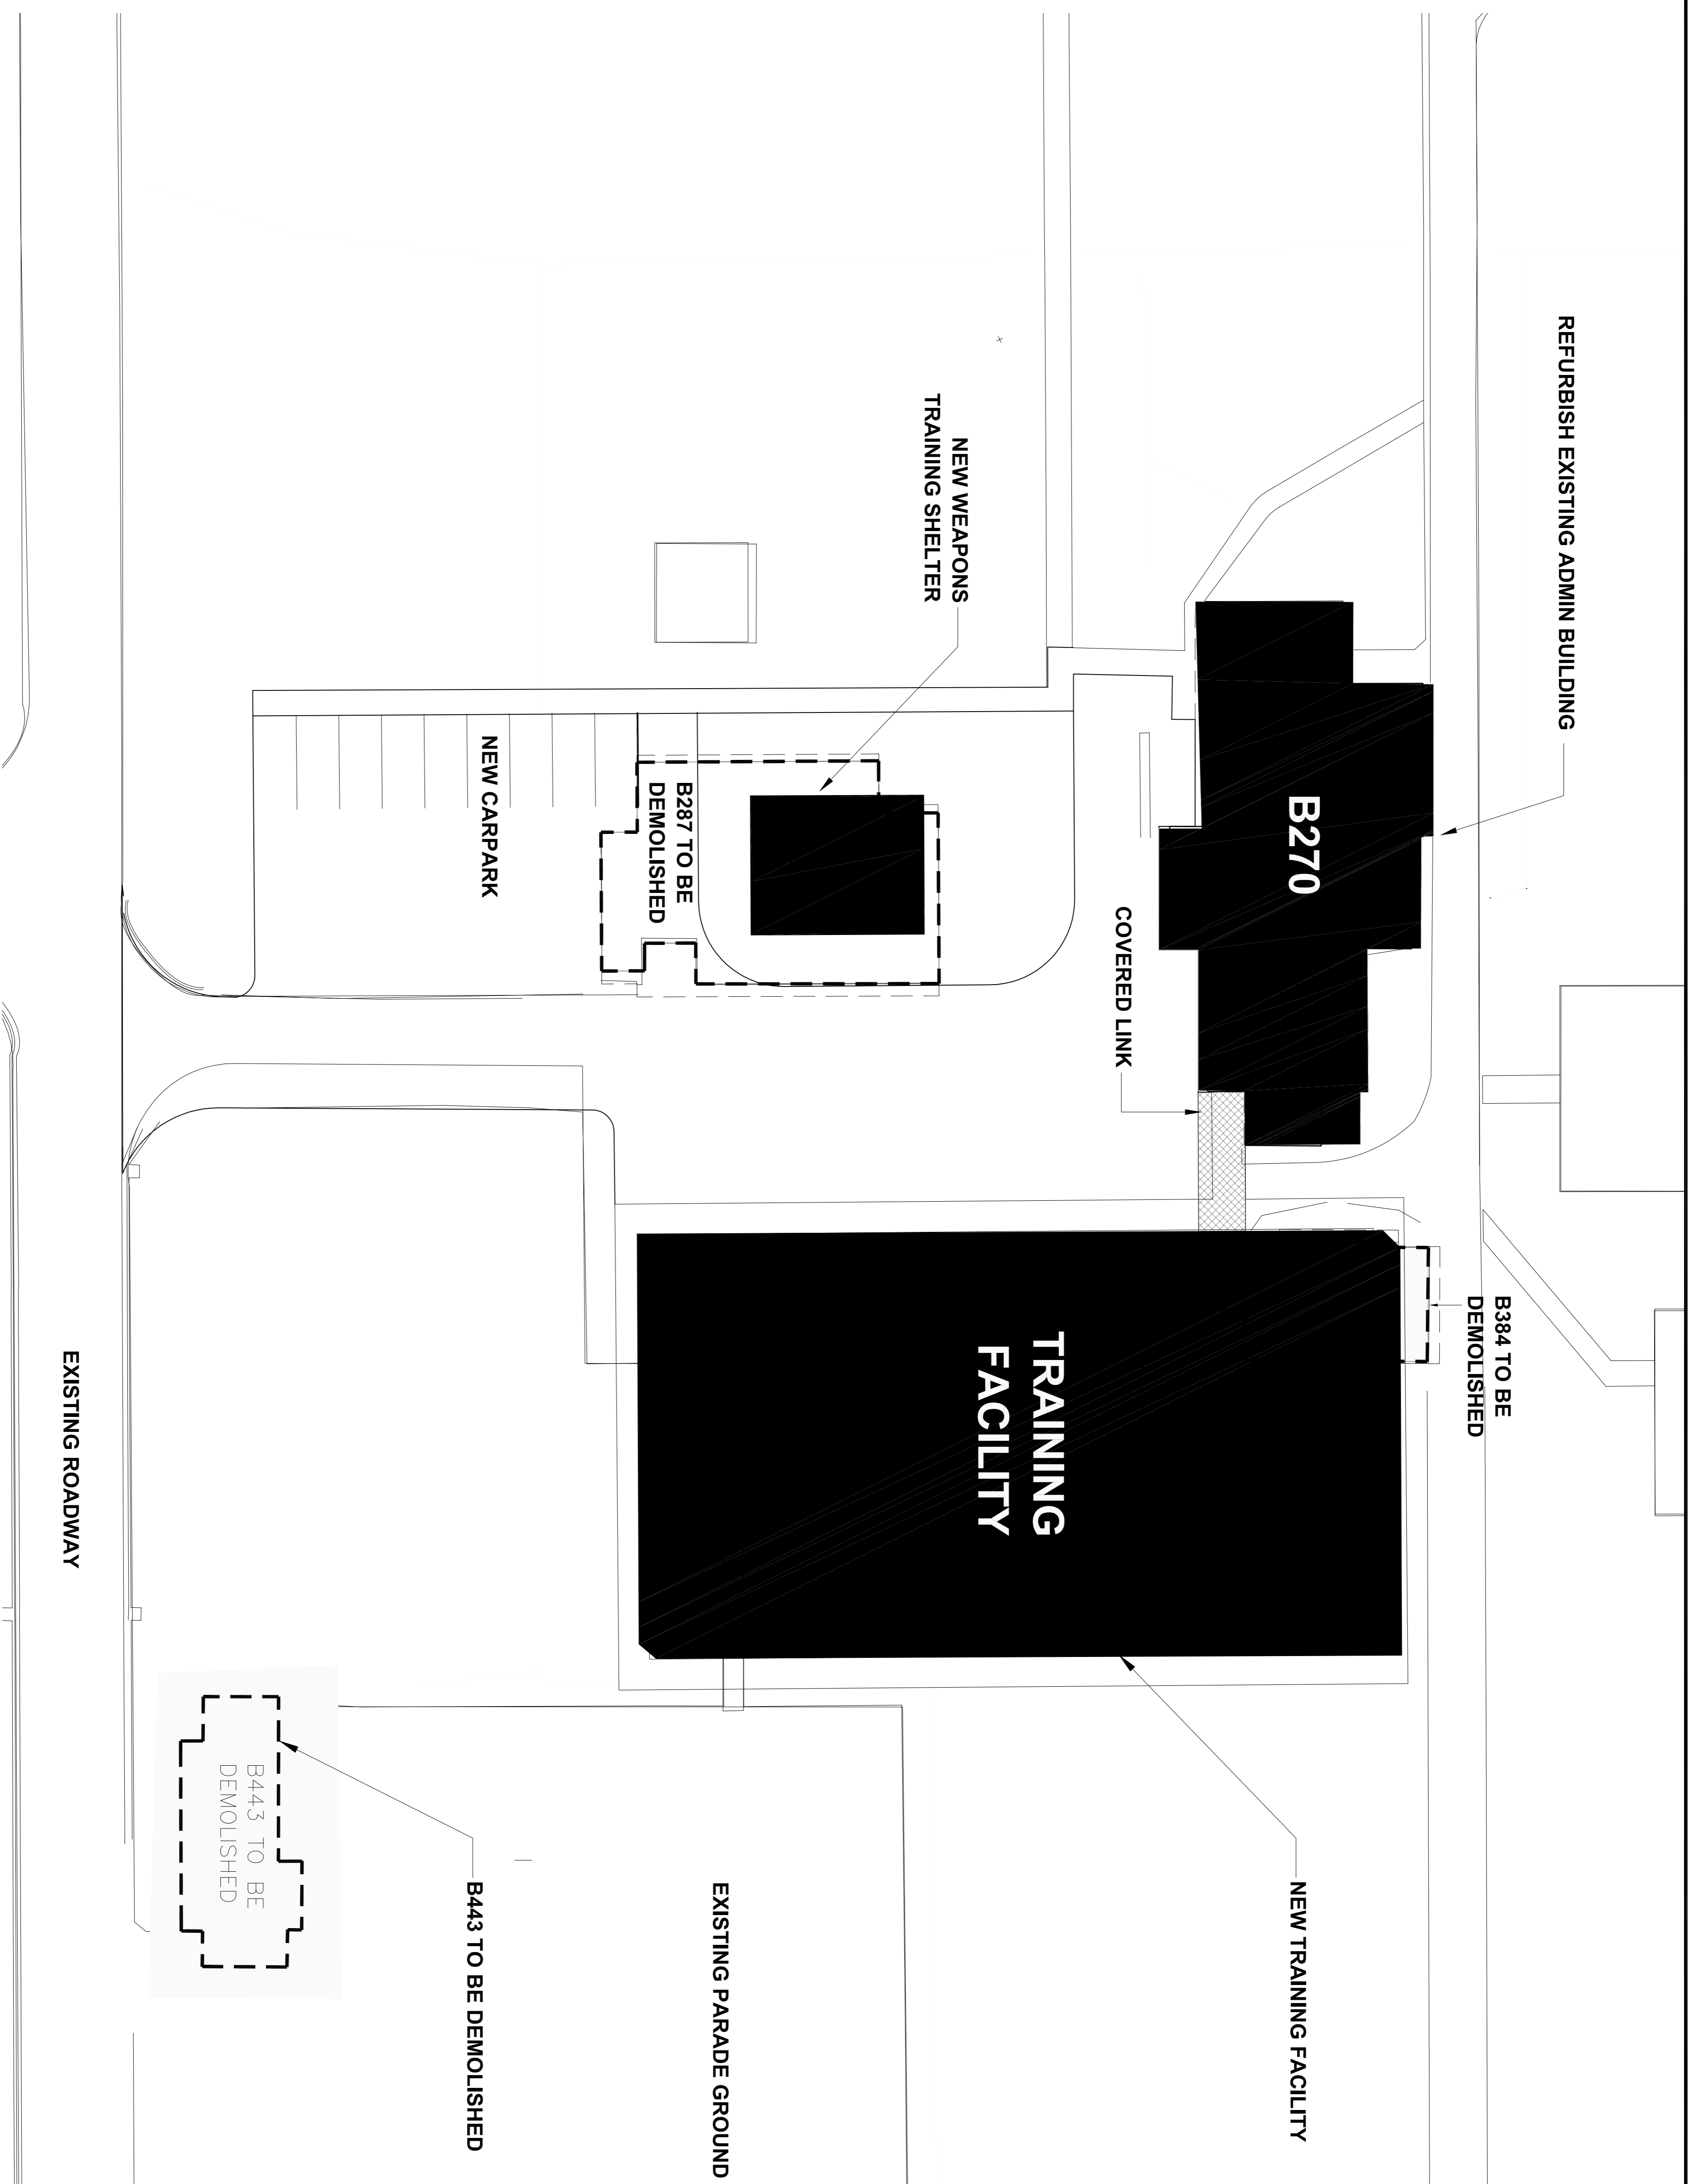 REFURBISH EXISTING ADMIN BUILDING
B384 TO BE
DEMOLISHED
B270
NEW TRAINING FACILITY
COVERED LINK
TRAINING
FACILITY
NEW WEAPONS
TRAINING SHELTER
B287 TO BE
DEMOLISHED
EXISTING PARADE GROUND
NEW CARPARK
B443 TO BE DEMOLISHED
B443 TO BE
DEMOLISHED
EXISTING ROADWAY